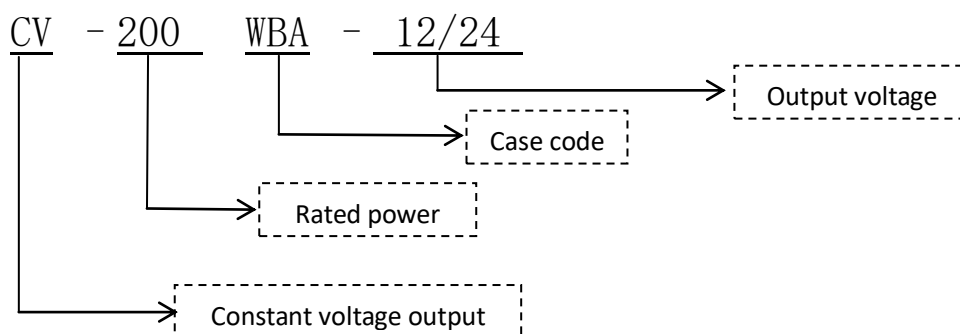 CV - 200 WBA - 12/24
Output voltage
Case code
Rated power
Constant voltage output